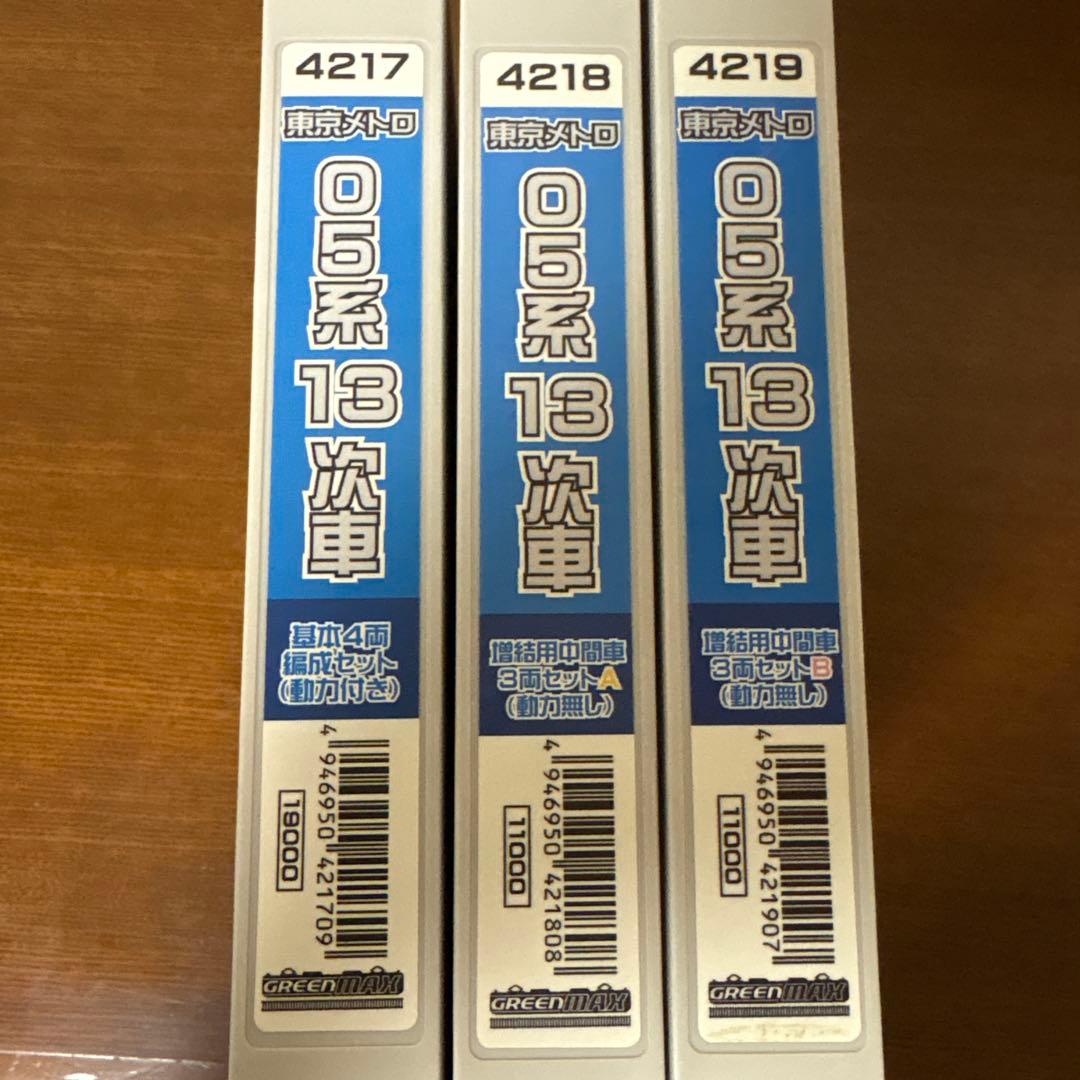 4217
東京メトロ
05系
13
次車
基本4両
編成セット
(動力付き)
19000
4 946950 421709
GREENMAX
4218
東京メトロ
05系
13
次車
増結用中間車
3両セットA
(動力無し)
11000
4 946950 421808
GREENMAX
4219
東京メトロ
05系
13
次車
増結用中間車
3両セットB
(動力無し)
11000
4 946950 421907
GREENMAX